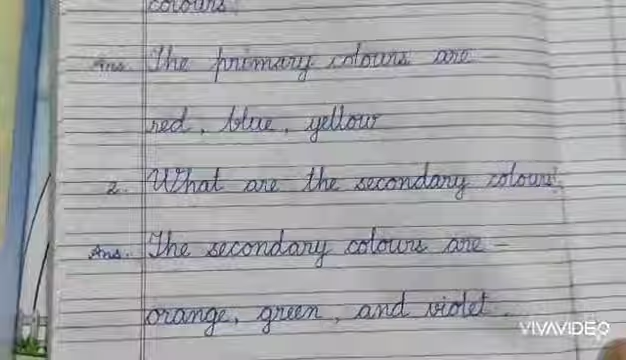 colours.
Ans. The primary colours are -
red, blue, yellow
2. What are the secondary colours?
Ans. The secondary colours are -
orange, green, and violet.
VIVAVIDEO